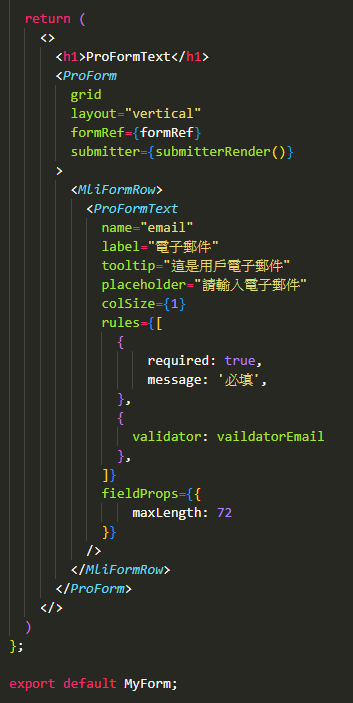 return (
<>
<h1>ProFormText</h1>
<ProForm
grid
layout="vertical"
formRef={formRef}
submitter={submitterRender()}
>
<MliFormRow>
<ProFormText
name="email"
label="電子郵件"
tooltip="這是用戶電子郵件"
placeholder="請輸入電子郵件"
colSize={1}
rules={[
{
required: true,
message: '必填',
},
{
validator: vaildatorEmail
},
]}
fieldProps={{
maxLength: 72
}}
/>
</MliFormRow>
</ProForm>
</>
)
};
export default MyForm;